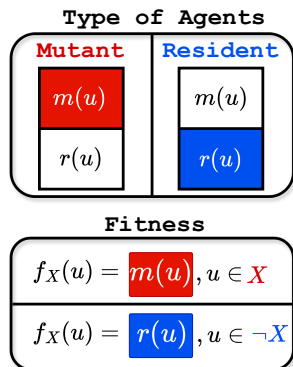 Type of Agents
Mutant Resident
m(u) m(u)
r(u) r(u)
Fitness
f_X(u) = m(u), u ∈ X
f_X(u) = r(u), u ∈ ¬X